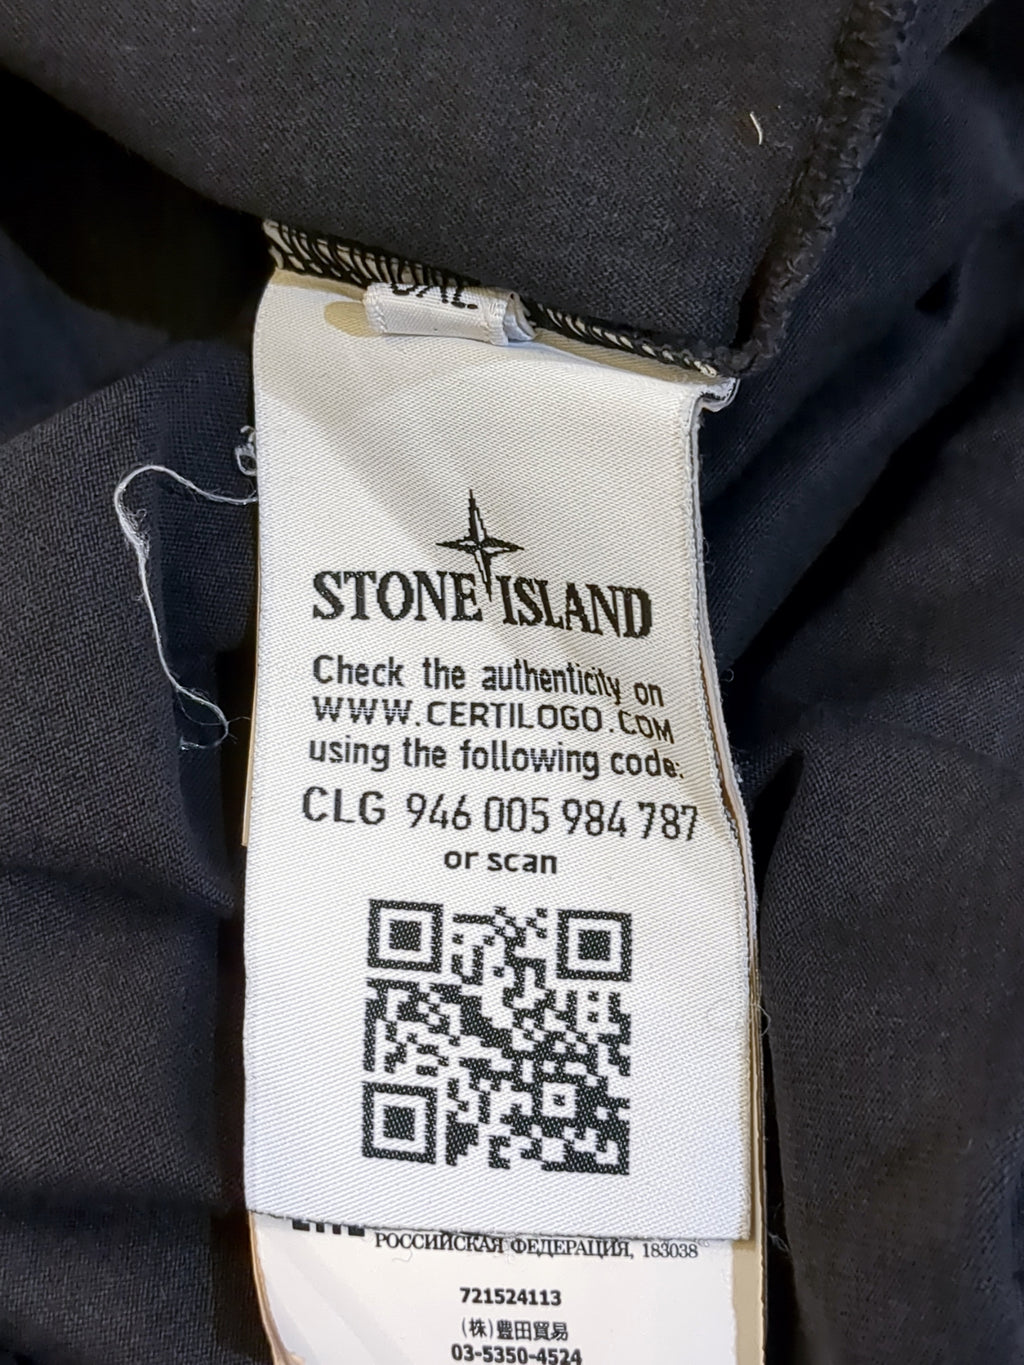 STONE ISLAND
Check the authenticity on
WWW.CERTILOGO.COM
using the following code:
CLG 946 005 984 787
or scan
РОССИЙСКАЯ ФЕДЕРАЦИЯ, 183038
721524113
(株)豊田貿易
03-5350-4524